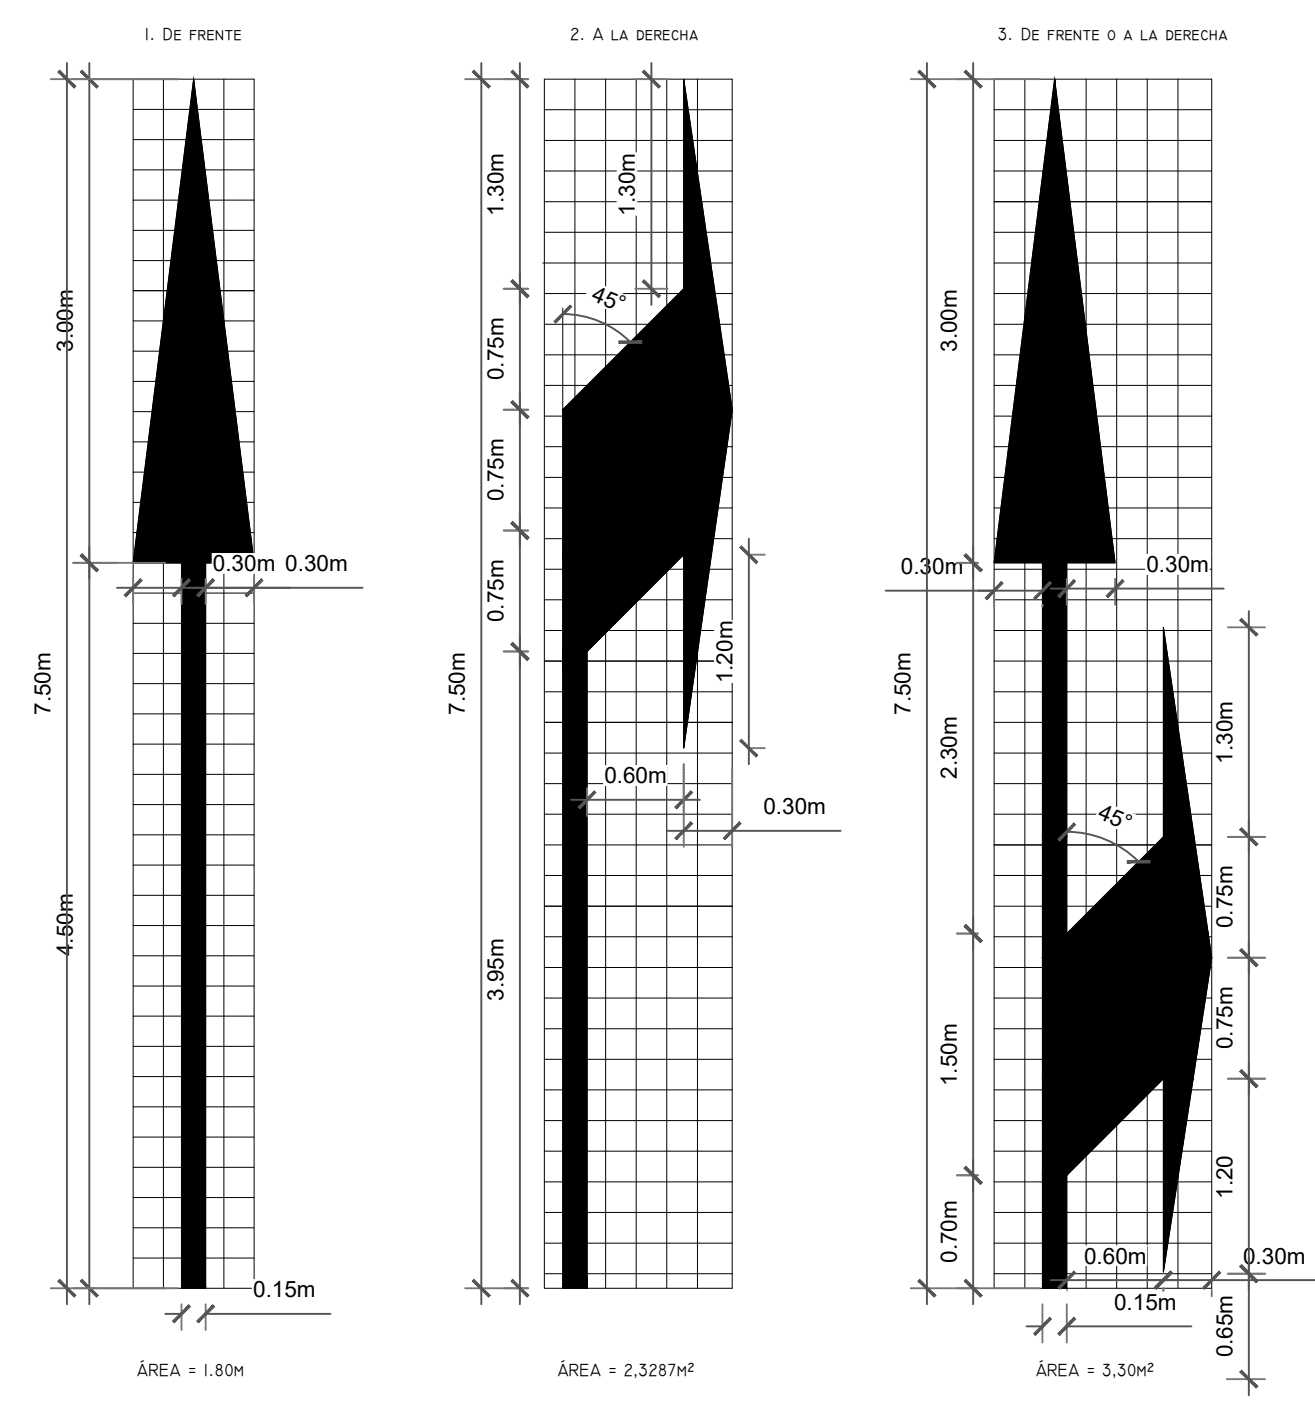 1. De frente
2. A la derecha
3. De frente o a la derecha
3.00m
0.30m 0.30m
7.50m
4.50m
0.15m
ÁREA = 1.80m
1.30m
1.30m
45°
0.75m
0.75m
0.75m
7.50m
1.20m
0.60m
0.30m
3.95m
ÁREA = 2,3287m²
3.00m
0.30m
0.30m
7.50m
2.30m
1.30m
45°
0.75m
0.75m
1.50m
1.20
0.70m
0.60m
0.30m
0.15m
0.65m
ÁREA = 3,30m²